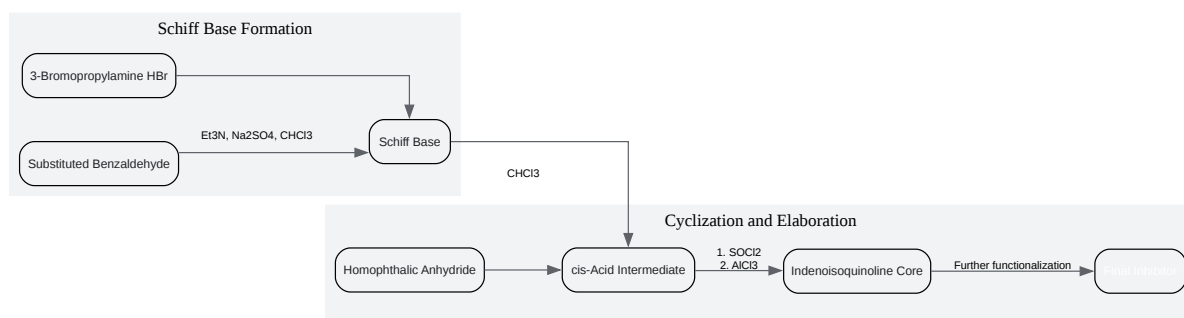 Schiff Base Formation
3-Bromopropylamine HBr
Et3N, Na2SO4, CHCl3
Schiff Base
Substituted Benzaldehyde
CHCl3
Cyclization and Elaboration
Homophthalic Anhydride
cis-Acid Intermediate
1. SOCl2
2. AlCl3
Indenoisoquinoline Core
Further functionalization
Final Inhibitor